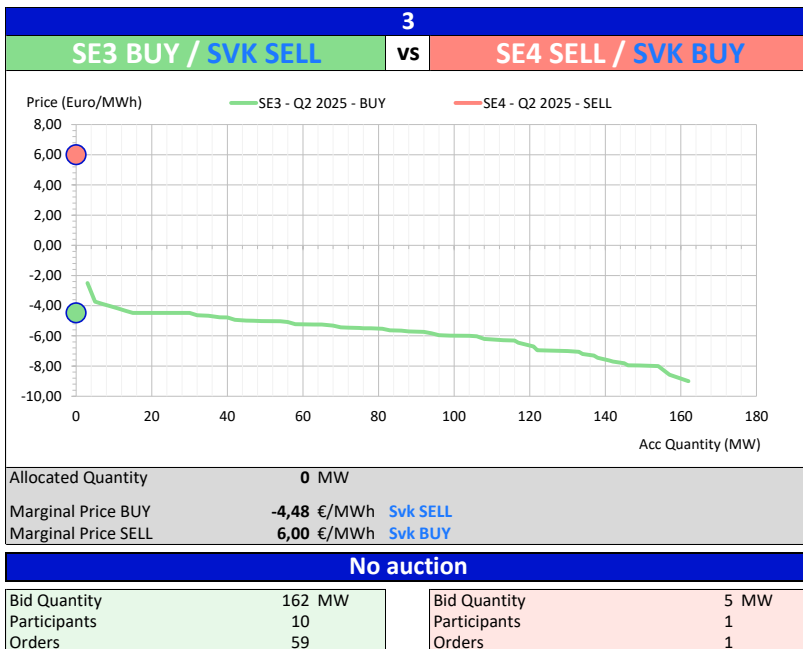 3
SE3 BUY / SVK SELL vs SE4 SELL / SVK BUY
Price (Euro/MWh) SE3 - Q2 2025 - BUY SE4 - Q2 2025 - SELL
8,00
6,00
4,00
2,00
0,00
-2,00
-4,00
-6,00
-8,00
-10,00
0 20 40 60 80 100 120 140 160 180
Acc Quantity (MW)
Allocated Quantity 0 MW
Marginal Price BUY -4,48 €/MWh Svk SELL
Marginal Price SELL 6,00 €/MWh Svk BUY
No auction
Bid Quantity 162 MW Bid Quantity 5 MW
Participants 10 Participants 1
Orders 59 Orders 1